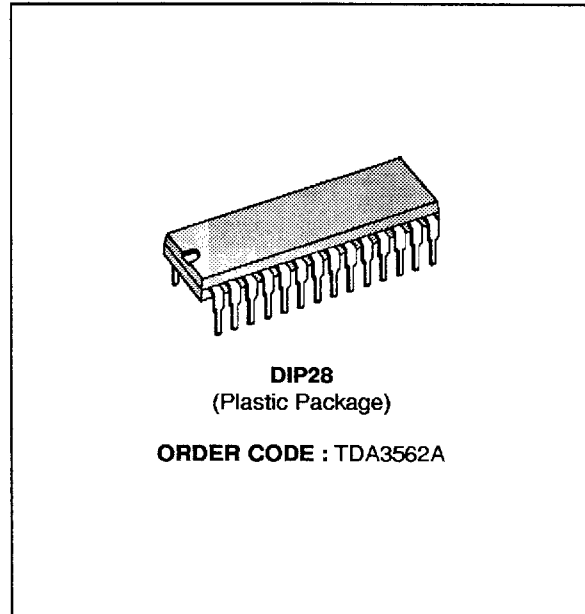 DIP28
(Plastic Package)
ORDER CODE : TDA3562A